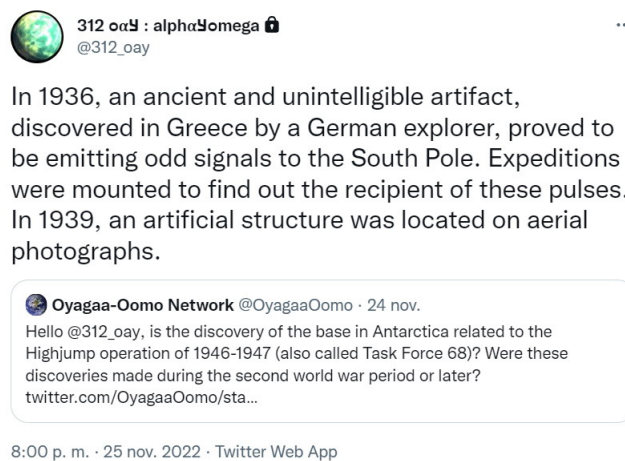 312 oαყ : alphαყomega 🔒
@312_oay
In 1936, an ancient and unintelligible artifact,
discovered in Greece by a German explorer, proved to
be emitting odd signals to the South Pole. Expeditions
were mounted to find out the recipient of these pulses.
In 1939, an artificial structure was located on aerial
photographs.
Oyagaa-Oomo Network @OyagaaOomo · 24 nov.
Hello @312_oay, is the discovery of the base in Antarctica related to the
Highjump operation of 1946-1947 (also called Task Force 68)? Were these
discoveries made during the second world war period or later?
twitter.com/OyagaaOomo/sta...
8:00 p. m. · 25 nov. 2022 · Twitter Web App